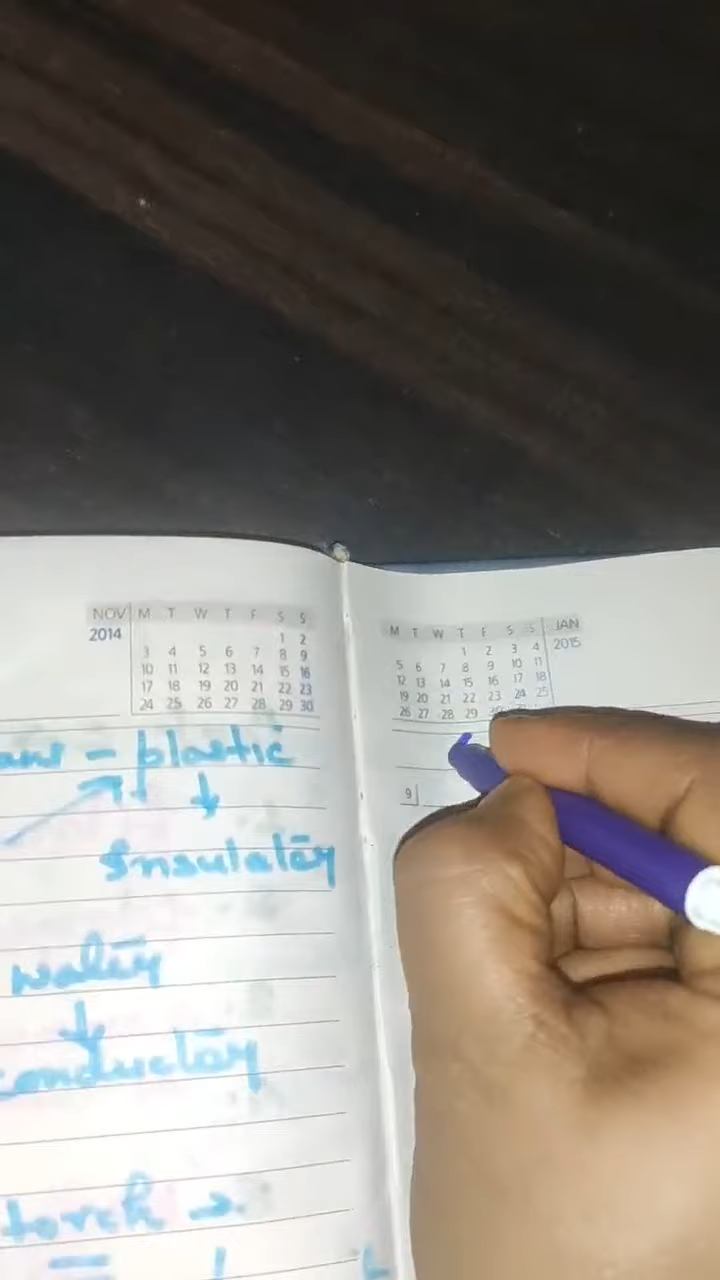 NOV M T W T F S S
2014 1 2
3 4 5 6 7 8 9
10 11 12 13 14 15 16
17 18 19 20 21 22 23
24 25 26 27 28 29 30
- plastic
↓
Insulatēr
watēr
↓
conductēr
torch →
M T W T F S S JAN
1 2 3 4 2015
5 6 7 8 9 10 11
12 13 14 15 16 17 18
19 20 21 22 23 24 25
26 27 28 29
9